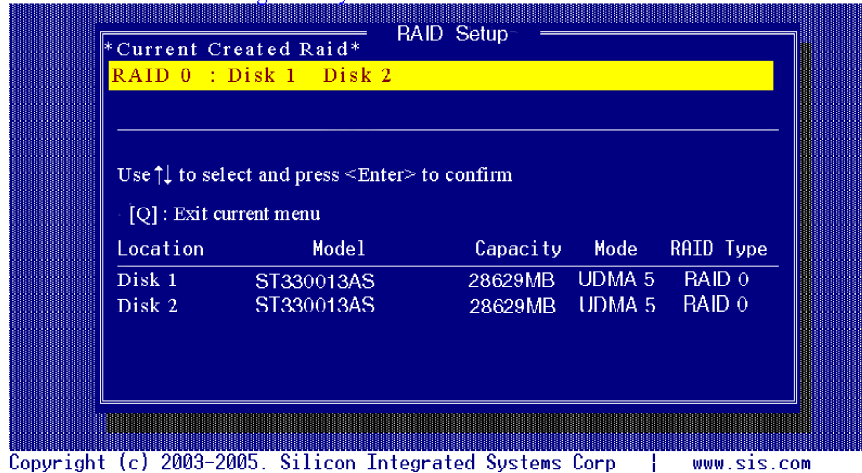 RAID Setup
*Current Created Raid*
RAID 0 : Disk 1 Disk 2
Use ↑↓ to select and press <Enter> to confirm
[Q] : Exit current menu
Location Model Capacity Mode RAID Type
Disk 1 ST330013AS 28629MB UDMA 5 RAID 0
Disk 2 ST330013AS 28629MB UDMA 5 RAID 0
Copyright (c) 2003-2005. Silicon Integrated Systems Corp | www.sis.com